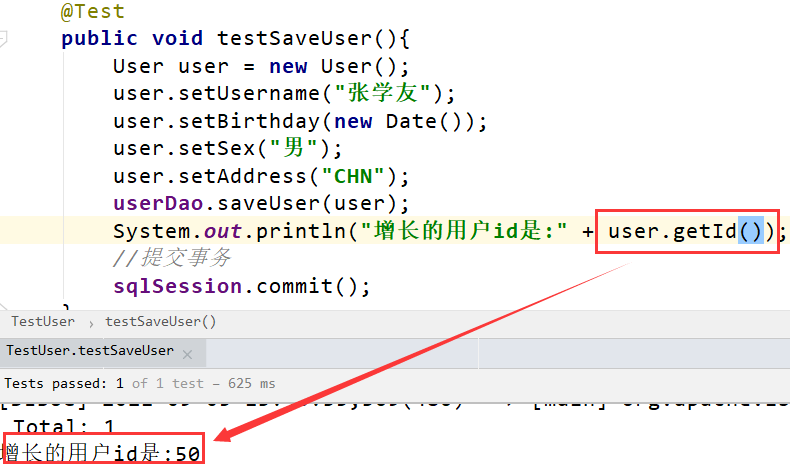 @Test
public void testSaveUser(){
User user = new User();
user.setUsername("张学友");
user.setBirthday(new Date());
user.setSex("男");
user.setAddress("CHN");
userDao.saveUser(user);
System.out.println("增长的用户id是:" + user.getId());
//提交事务
sqlSession.commit();
TestUser › testSaveUser()
TestUser.testSaveUser ×
Tests passed: 1 of 1 test – 625 ms
Total: 1
增长的用户id是:50